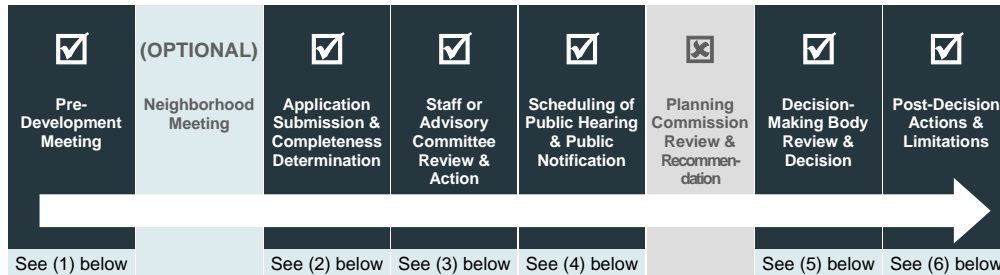 (OPTIONAL)
Pre-
Development
Meeting
Neighborhood
Meeting
Application
Submission &
Completeness
Determination
Staff or
Advisory
Committee
Review &
Action
Scheduling of
Public Hearing
& Public
Notification
Planning
Commission
Review &
Recommen-
dation
Decision-
Making Body
Review &
Decision
Post-Decision
Actions &
Limitations
See (1) below
See (2) below
See (3) below
See (4) below
See (5) below
See (6) below